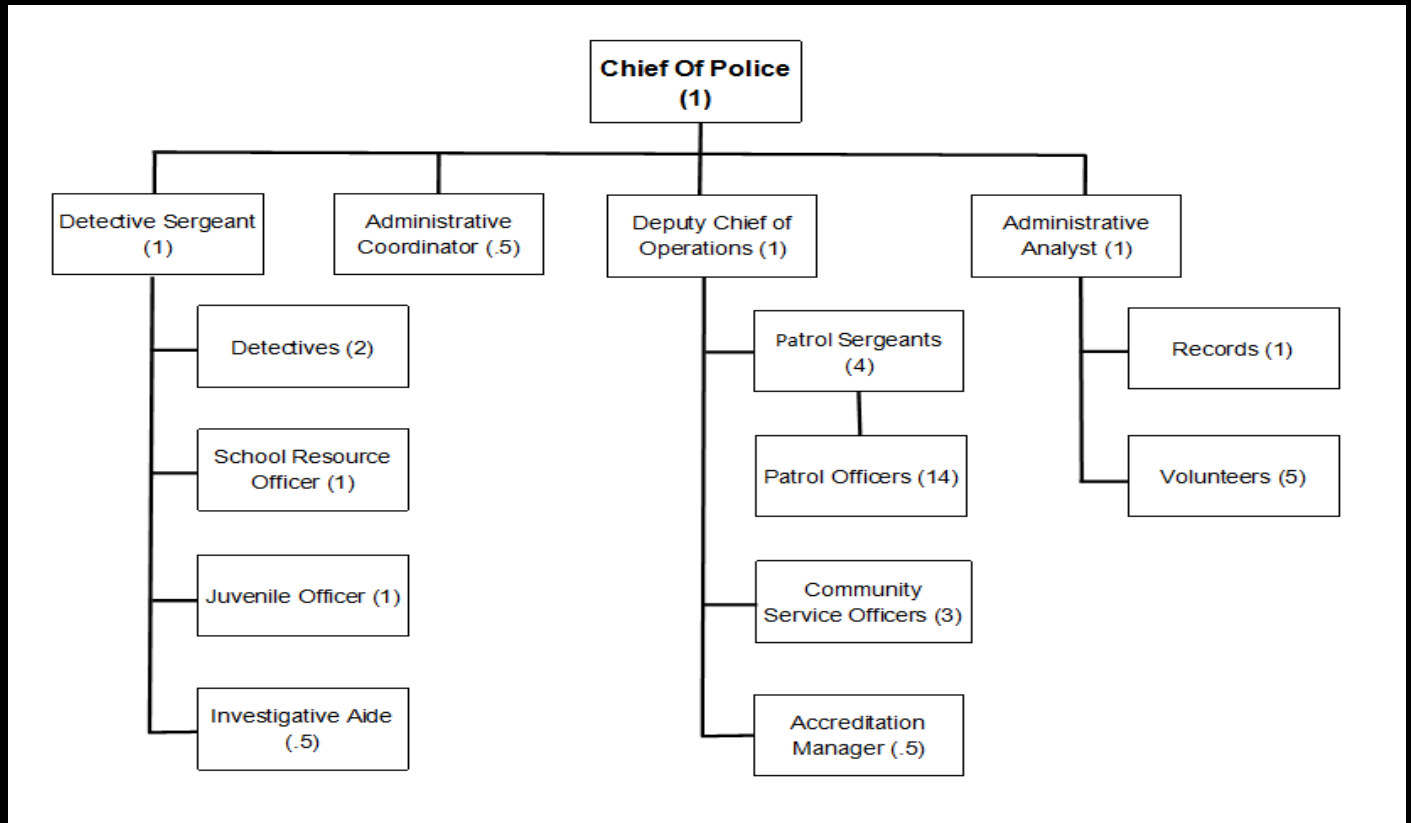 Chief Of Police
(1)
Detective Sergeant
(1)
Administrative
Coordinator (.5)
Deputy Chief of
Operations (1)
Administrative
Analyst (1)
Detectives (2)
School Resource
Officer (1)
Juvenile Officer (1)
Investigative Aide
(.5)
Patrol Sergeants
(4)
Patrol Officers (14)
Community
Service Officers (3)
Accreditation
Manager (.5)
Records (1)
Volunteers (5)